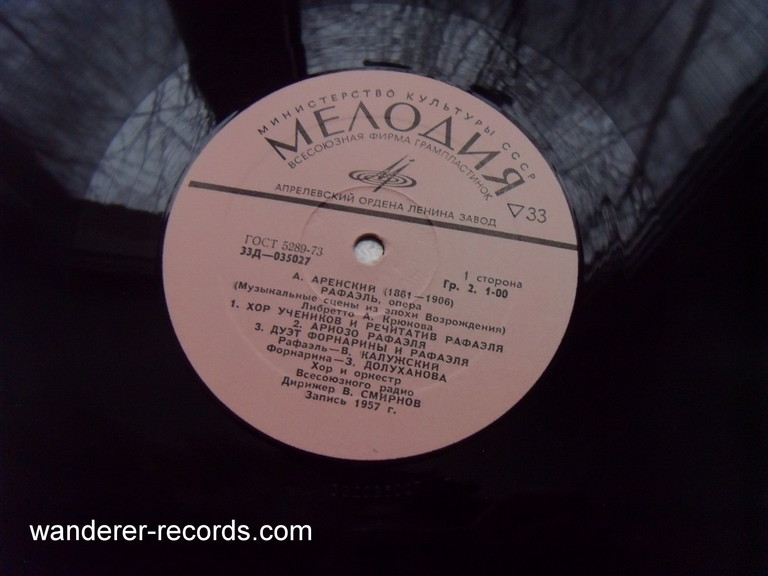 МИНИСТЕРСТВО КУЛЬТУРЫ СССР
МЕЛОДИЯ
ВСЕСОЮЗНАЯ ФИРМА ГРАМПЛАСТИНОК
АПРЕЛЕВСКИЙ ОРДЕНА ЛЕНИНА ЗАВОД
33
ГОСТ 5289-73
33Д—035027
1 сторона
Гр. 2. 1-00
А. АРЕНСКИЙ (1861—1906)
РАФАЭЛЬ, опера
(Музыкальные сцены из эпохи Возрождения)
Либретто А. Крюкова
1. ХОР УЧЕНИКОВ И РЕЧИТАТИВ РАФАЭЛЯ
2. АРИОЗО РАФАЭЛЯ
3. ДУЭТ ФОРНАРИНЫ И РАФАЭЛЯ
Рафаэль—В. КАЛУЖСКИЙ
Форнарина—З. ДОЛУХАНОВА
Хор и оркестр
Всесоюзного радио
Дирижер В. СМИРНОВ
Запись 1957 г.
wanderer-records.com